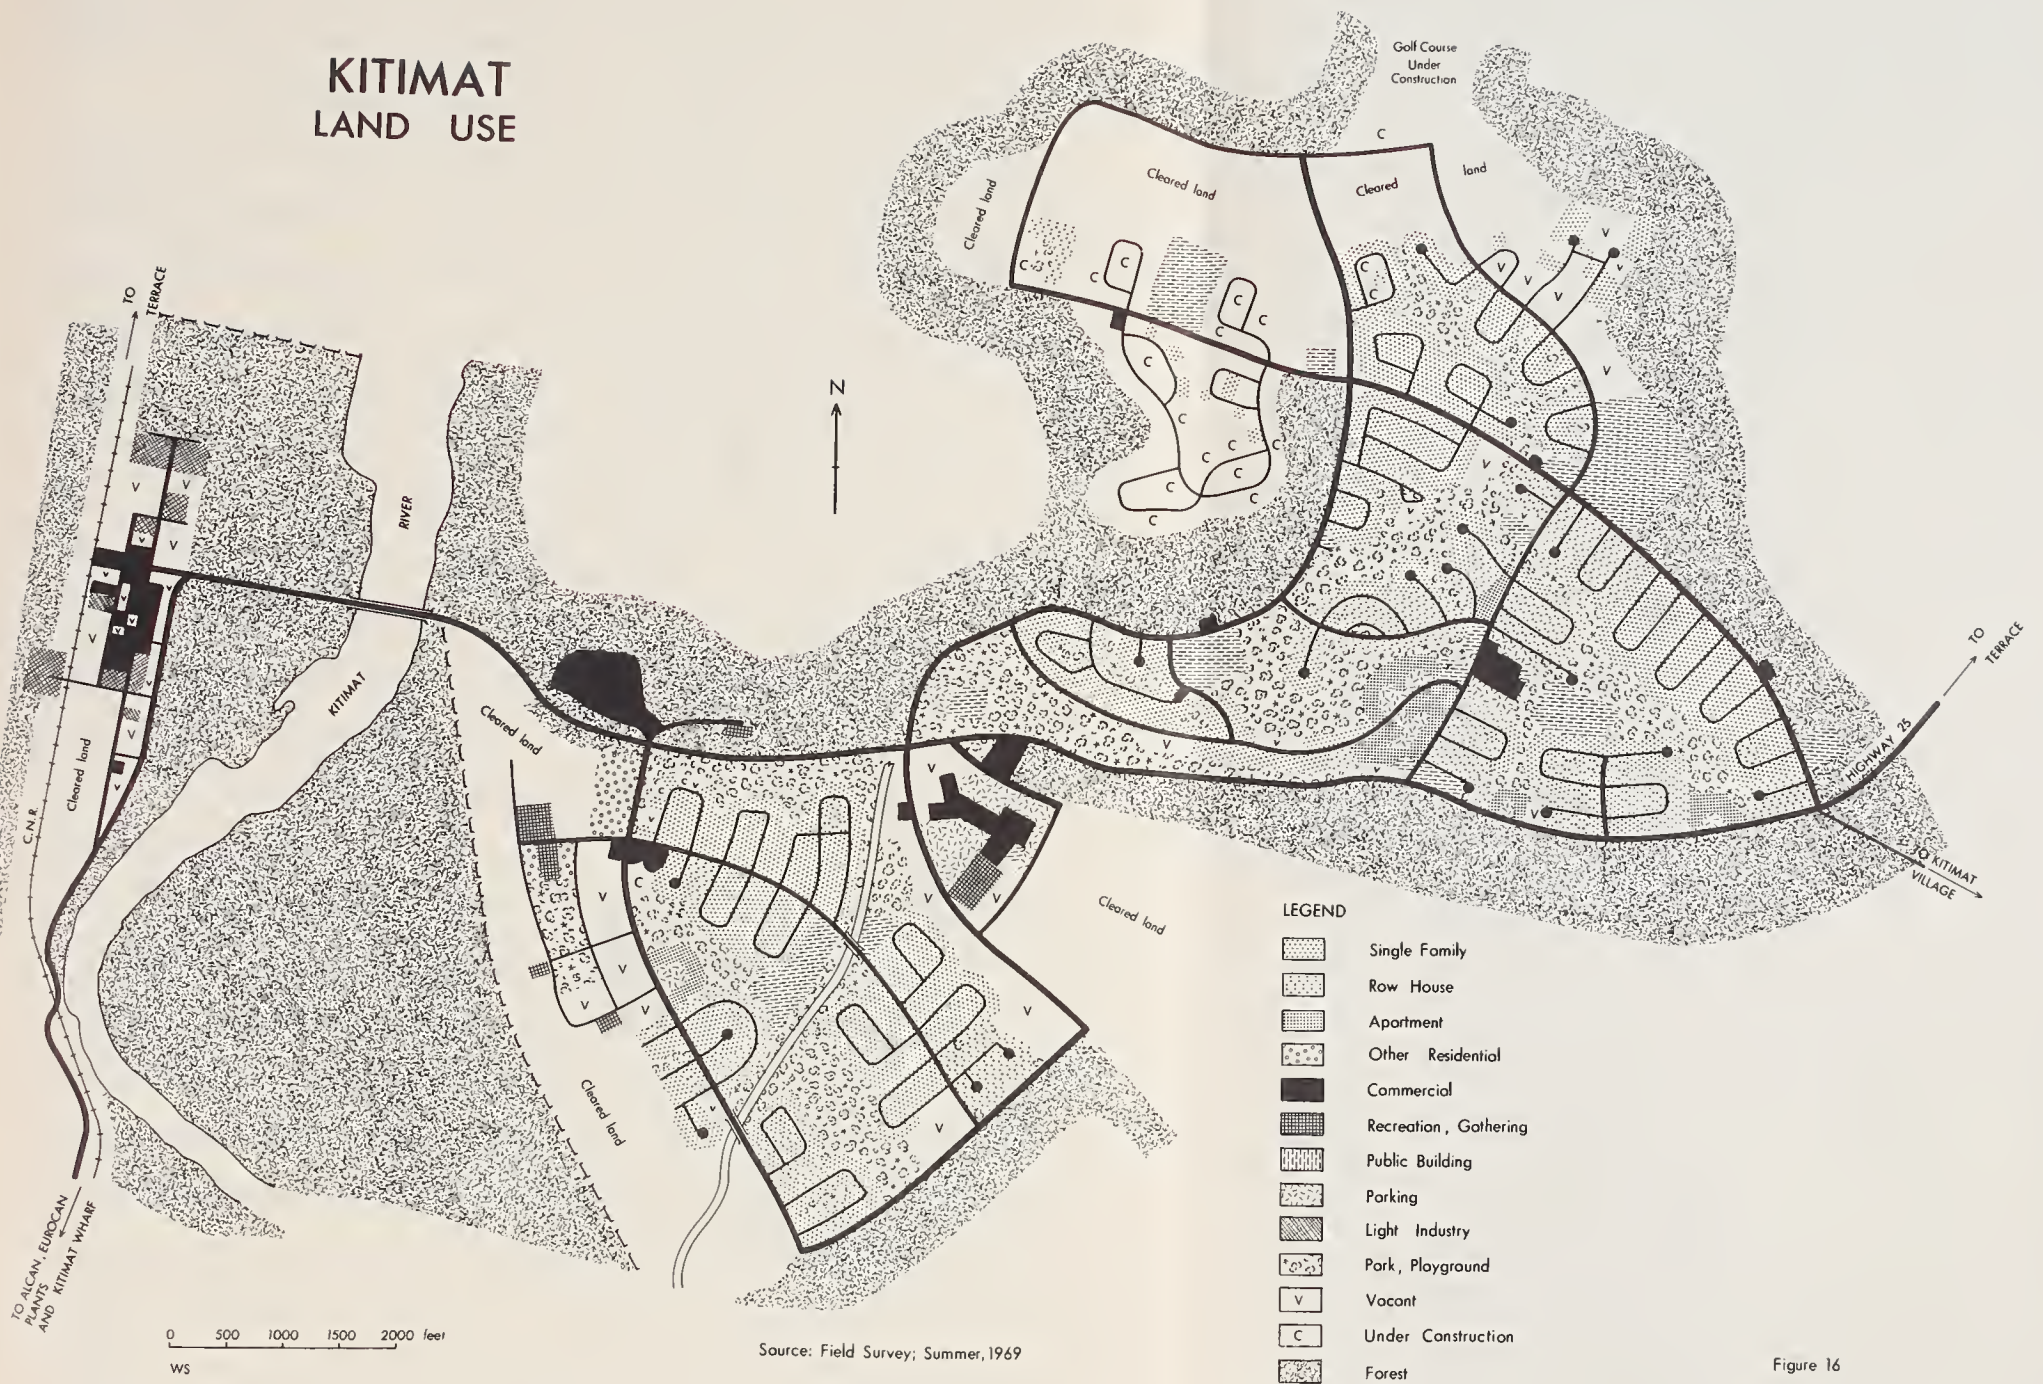 KITIMAT
LAND USE
Golf Course
Under
Construction
C
Cleared land
Cleared land
Cleared
land
V
C
C
C
C
C
C
C
C
C
V
V
V
V
V
V
C
C
C
C
C
C
C
C
C
C
V
V
V
N
TO
TERRACE
RIVER
KITIMAT
V
V
V
V
V
V
V
V
V
V
V
V
V
V
Cleared land
C.N.R.
Cleared land
V
V
V
V
V
C
V
V
V
V
V
V
V
V
V
V
V
V
Cleared land
Cleared land
TO
TERRACE
HIGHWAY 25
TO KITIMAT
VILLAGE
TO ALCAN, EUROCAN
PLANTS
AND KITIMAT WHARF
LEGEND
Single Family
Row House
Apartment
Other Residential
Commercial
Recreation, Gathering
Public Building
Parking
Light Industry
Park, Playground
V Vacant
C Under Construction
Forest
0 500 1000 1500 2000 feet
WS
Source: Field Survey; Summer, 1969
Figure 16